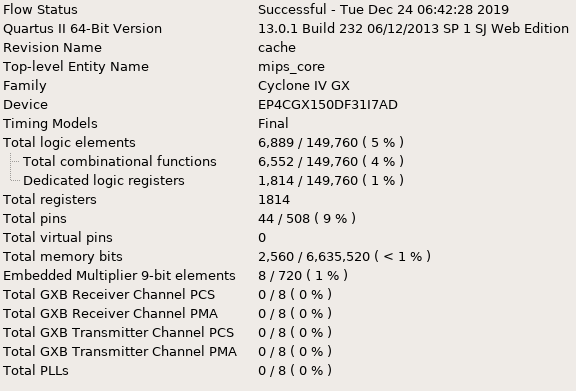 Flow Status Successful - Tue Dec 24 06:42:28 2019
Quartus II 64-Bit Version 13.0.1 Build 232 06/12/2013 SP 1 SJ Web Edition
Revision Name cache
Top-level Entity Name mips_core
Family Cyclone IV GX
Device EP4CGX150DF31I7AD
Timing Models Final
Total logic elements 6,889 / 149,760 ( 5 % )
Total combinational functions 6,552 / 149,760 ( 4 % )
Dedicated logic registers 1,814 / 149,760 ( 1 % )
Total registers 1814
Total pins 44 / 508 ( 9 % )
Total virtual pins 0
Total memory bits 2,560 / 6,635,520 ( < 1 % )
Embedded Multiplier 9-bit elements 8 / 720 ( 1 % )
Total GXB Receiver Channel PCS 0 / 8 ( 0 % )
Total GXB Receiver Channel PMA 0 / 8 ( 0 % )
Total GXB Transmitter Channel PCS 0 / 8 ( 0 % )
Total GXB Transmitter Channel PMA 0 / 8 ( 0 % )
Total PLLs 0 / 8 ( 0 % )